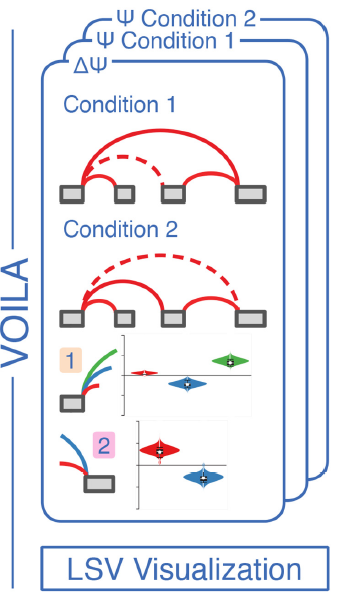 Ψ Condition 2
Ψ Condition 1
ΔΨ
Condition 1
Condition 2
1
2
VOILA
LSV Visualization